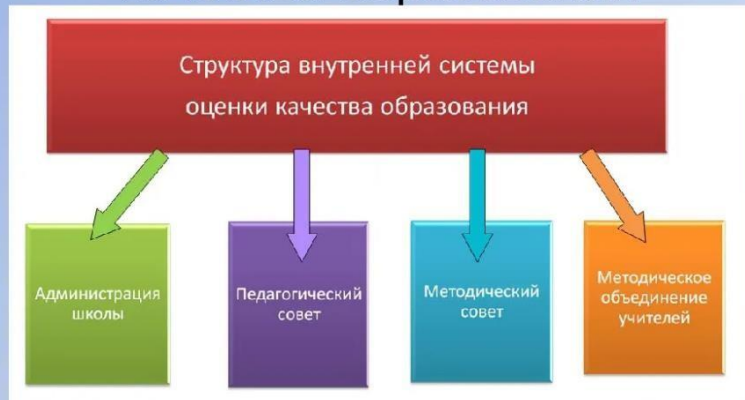 Структура внутренней системы
оценки качества образования
Администрация
школы
Педагогический
совет
Методический
совет
Методическое
объединение
учителей